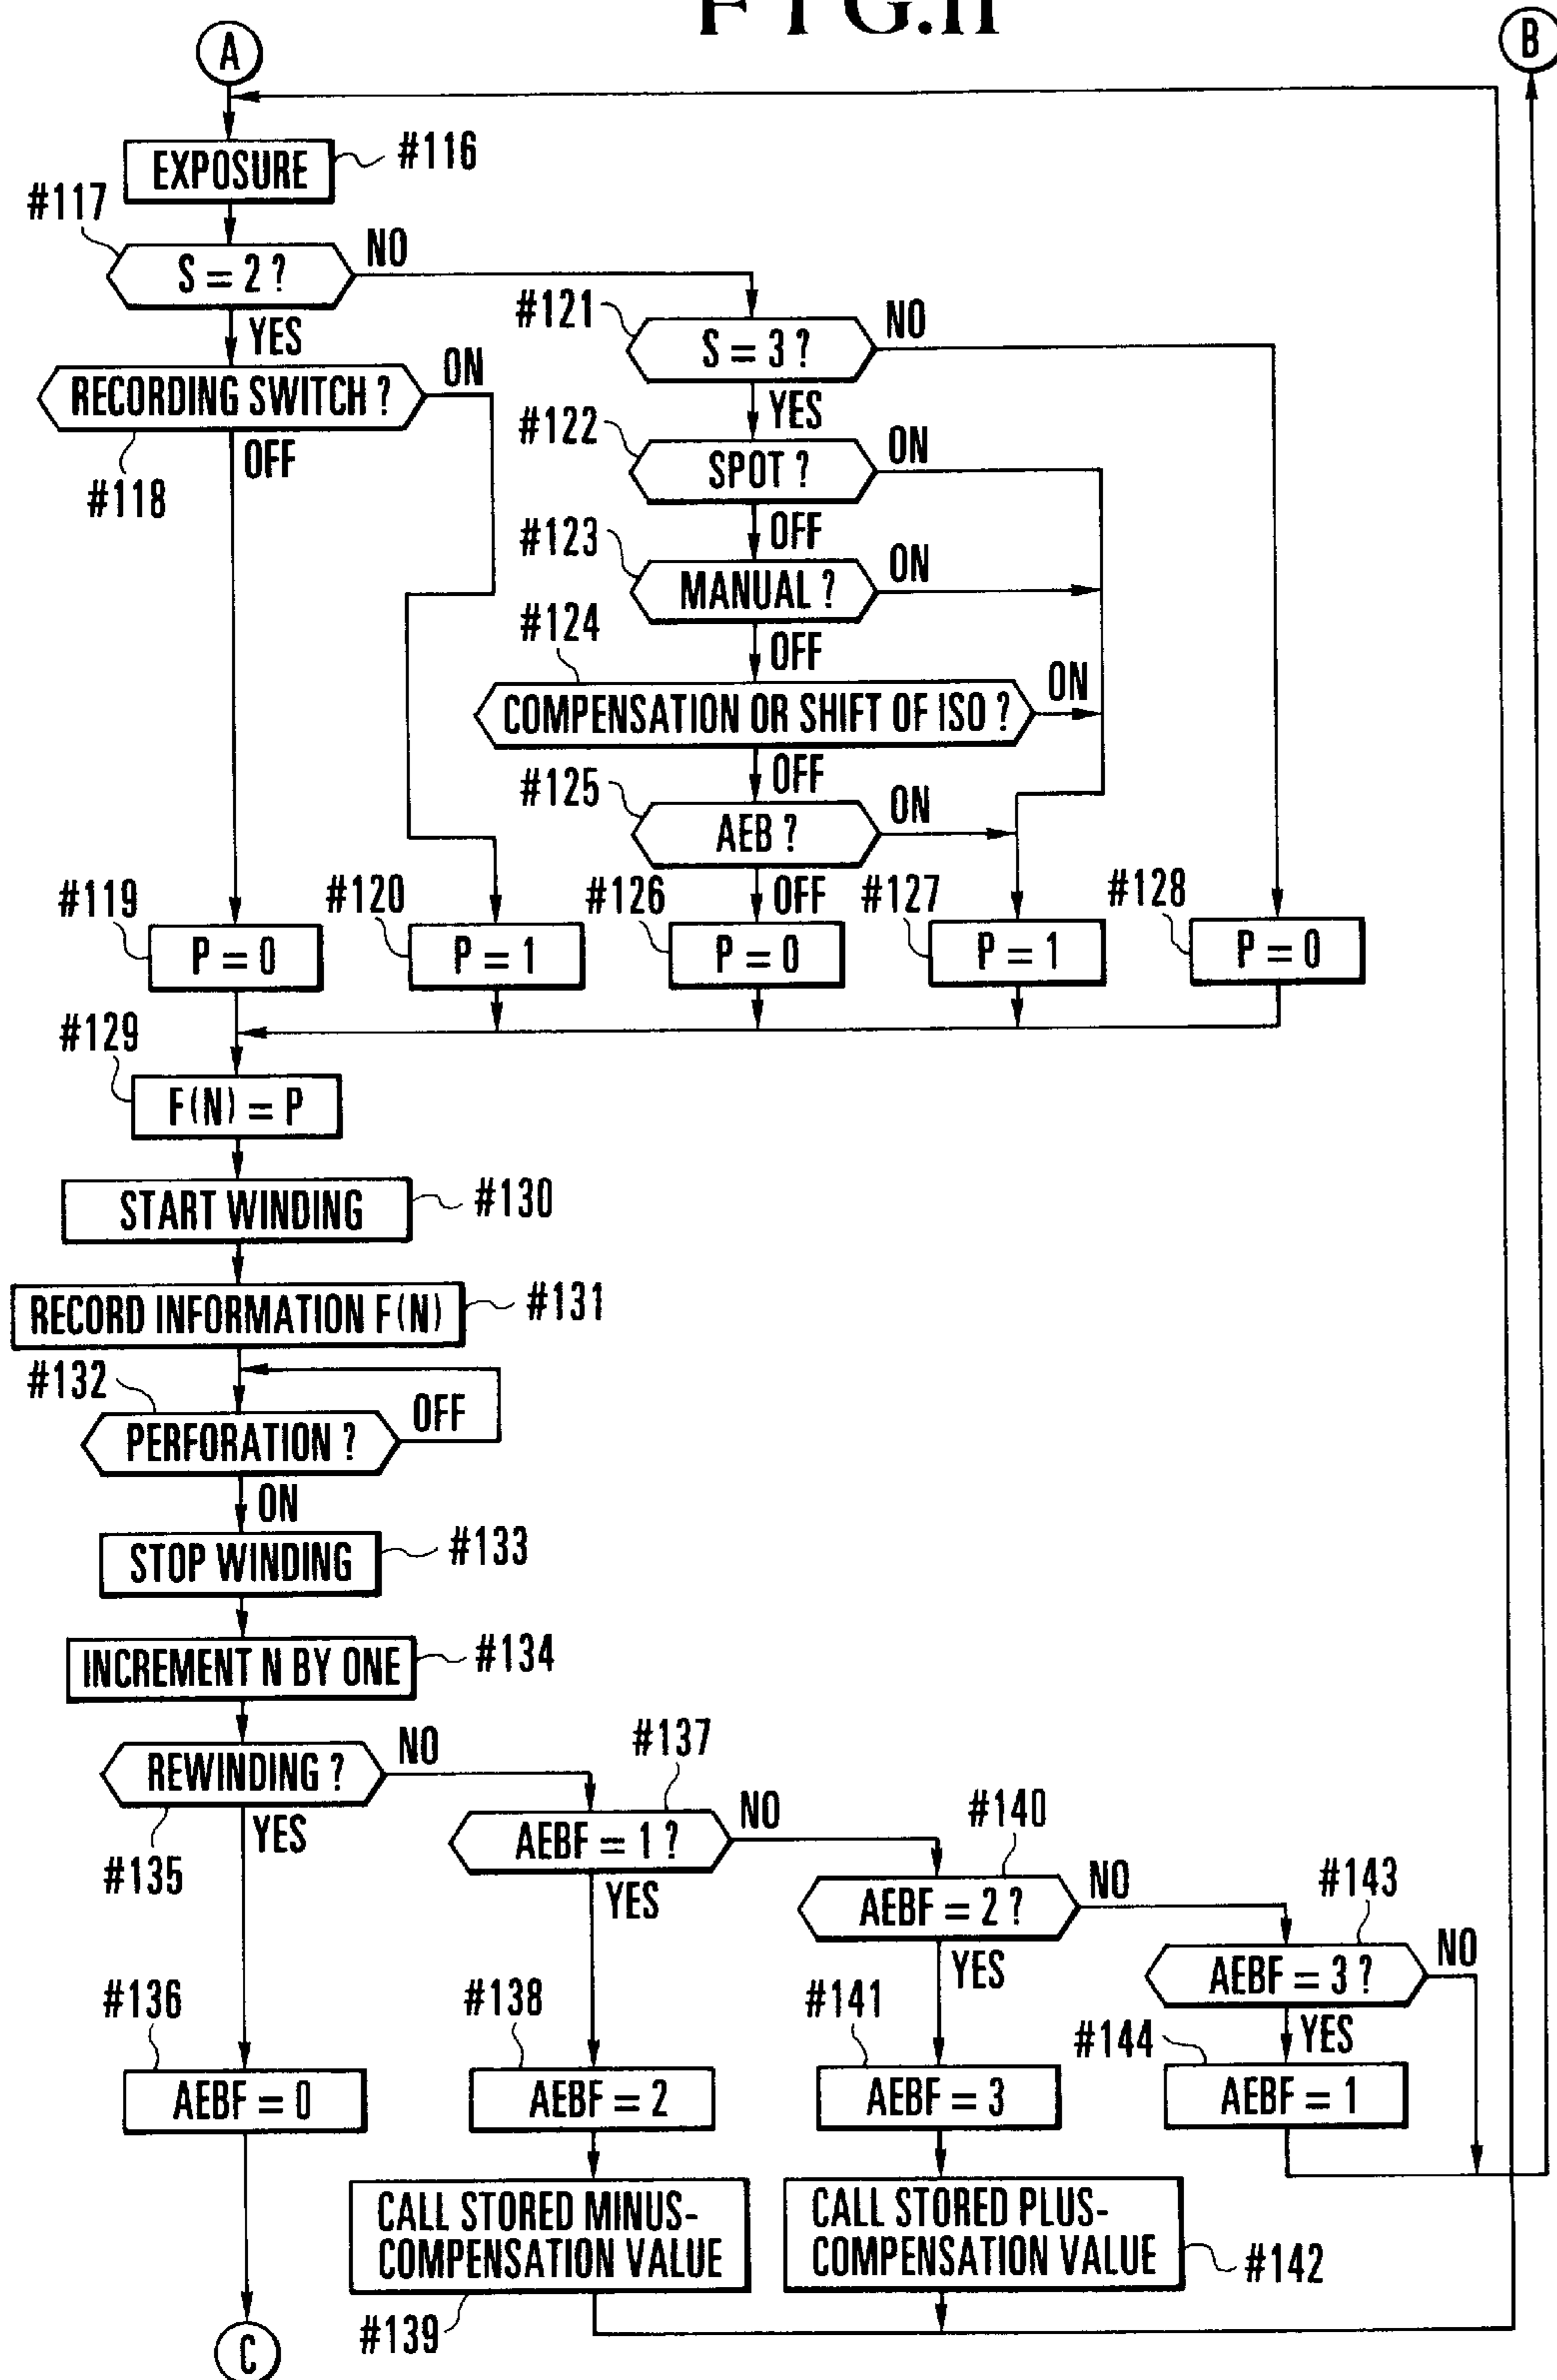 FIG.11
A
B
EXPOSURE
#116
#117
S = 2 ?
NO
YES
#121
S = 3 ?
NO
YES
RECORDING SWITCH ?
ON
OFF
#118
#122
SPOT ?
ON
OFF
#123
MANUAL ?
ON
OFF
#124
COMPENSATION OR SHIFT OF ISO ?
ON
OFF
#125
AEB ?
ON
OFF
#119
P = 0
#120
P = 1
#126
P = 0
#127
P = 1
#128
P = 0
#129
F(N) = P
START WINDING
#130
RECORD INFORMATION F(N)
#131
#132
PERFORATION ?
OFF
ON
STOP WINDING
#133
INCREMENT N BY ONE
#134
REWINDING ?
NO
YES
#135
#137
AEBF = 1 ?
NO
YES
#140
AEBF = 2 ?
NO
YES
#143
AEBF = 3 ?
NO
YES
#136
AEBF = 0
#138
AEBF = 2
#141
AEBF = 3
#144
AEBF = 1
CALL STORED MINUS-
COMPENSATION VALUE
#139
CALL STORED PLUS-
COMPENSATION VALUE
#142
C